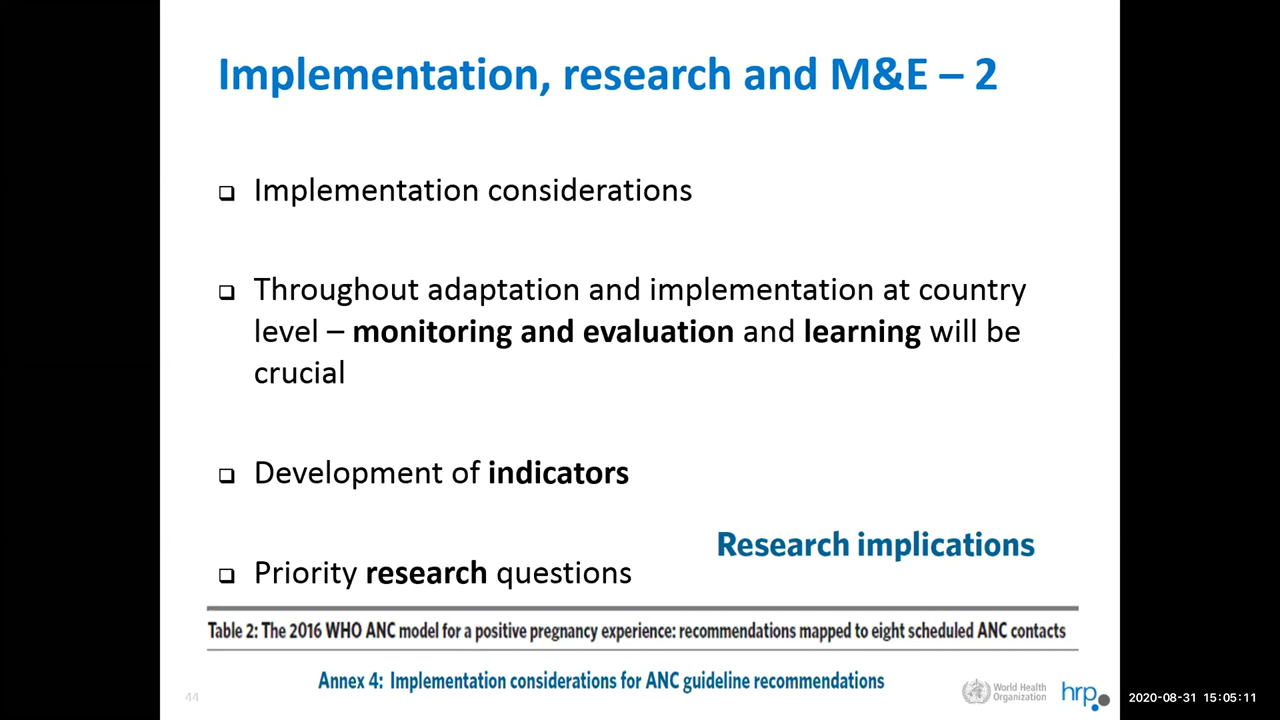 Implementation, research and M&E – 2
❑ Implementation considerations
❑ Throughout adaptation and implementation at country
level – monitoring and evaluation and learning will be
crucial
❑ Development of indicators
Research implications
❑ Priority research questions
Table 2: The 2016 WHO ANC model for a positive pregnancy experience: recommendations mapped to eight scheduled ANC contacts
Annex 4: Implementation considerations for ANC guideline recommendations
44
World Health
Organization
hrp
2020-08-31 15:05:11